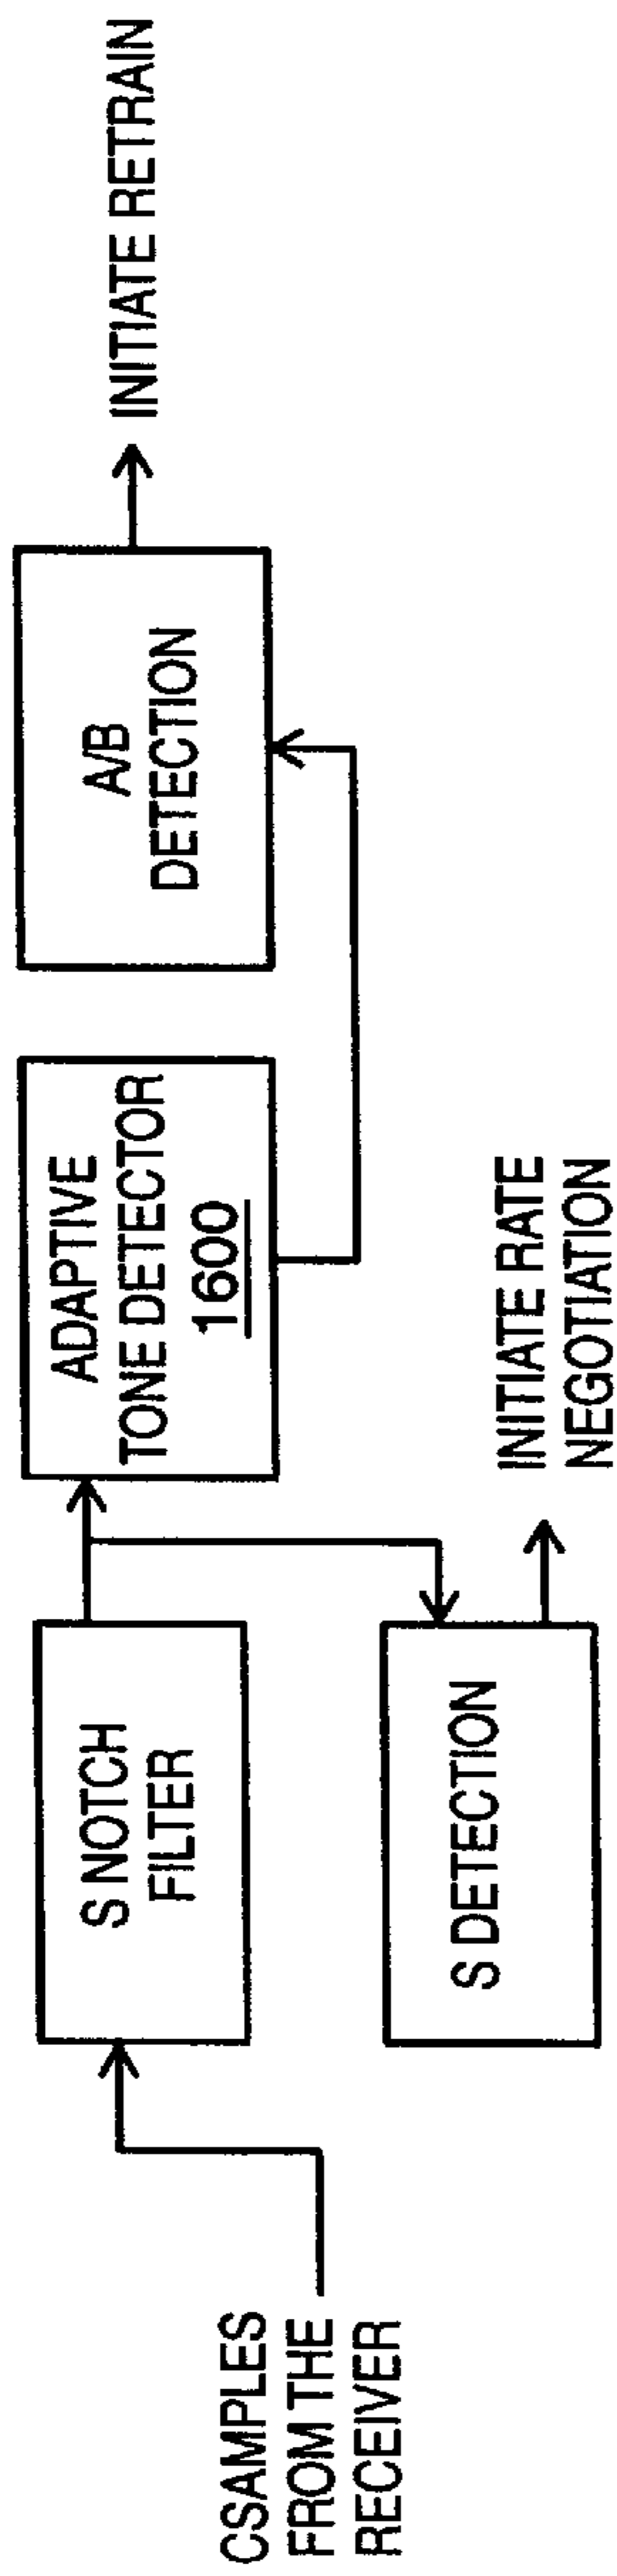 CSAMPLES
FROM THE
RECEIVER
S NOTCH
FILTER
S DETECTION
ADAPTIVE
TONE DETECTOR
1600
INITIATE RATE
NEGOTIATION
A/B
DETECTION
INITIATE RETRAIN